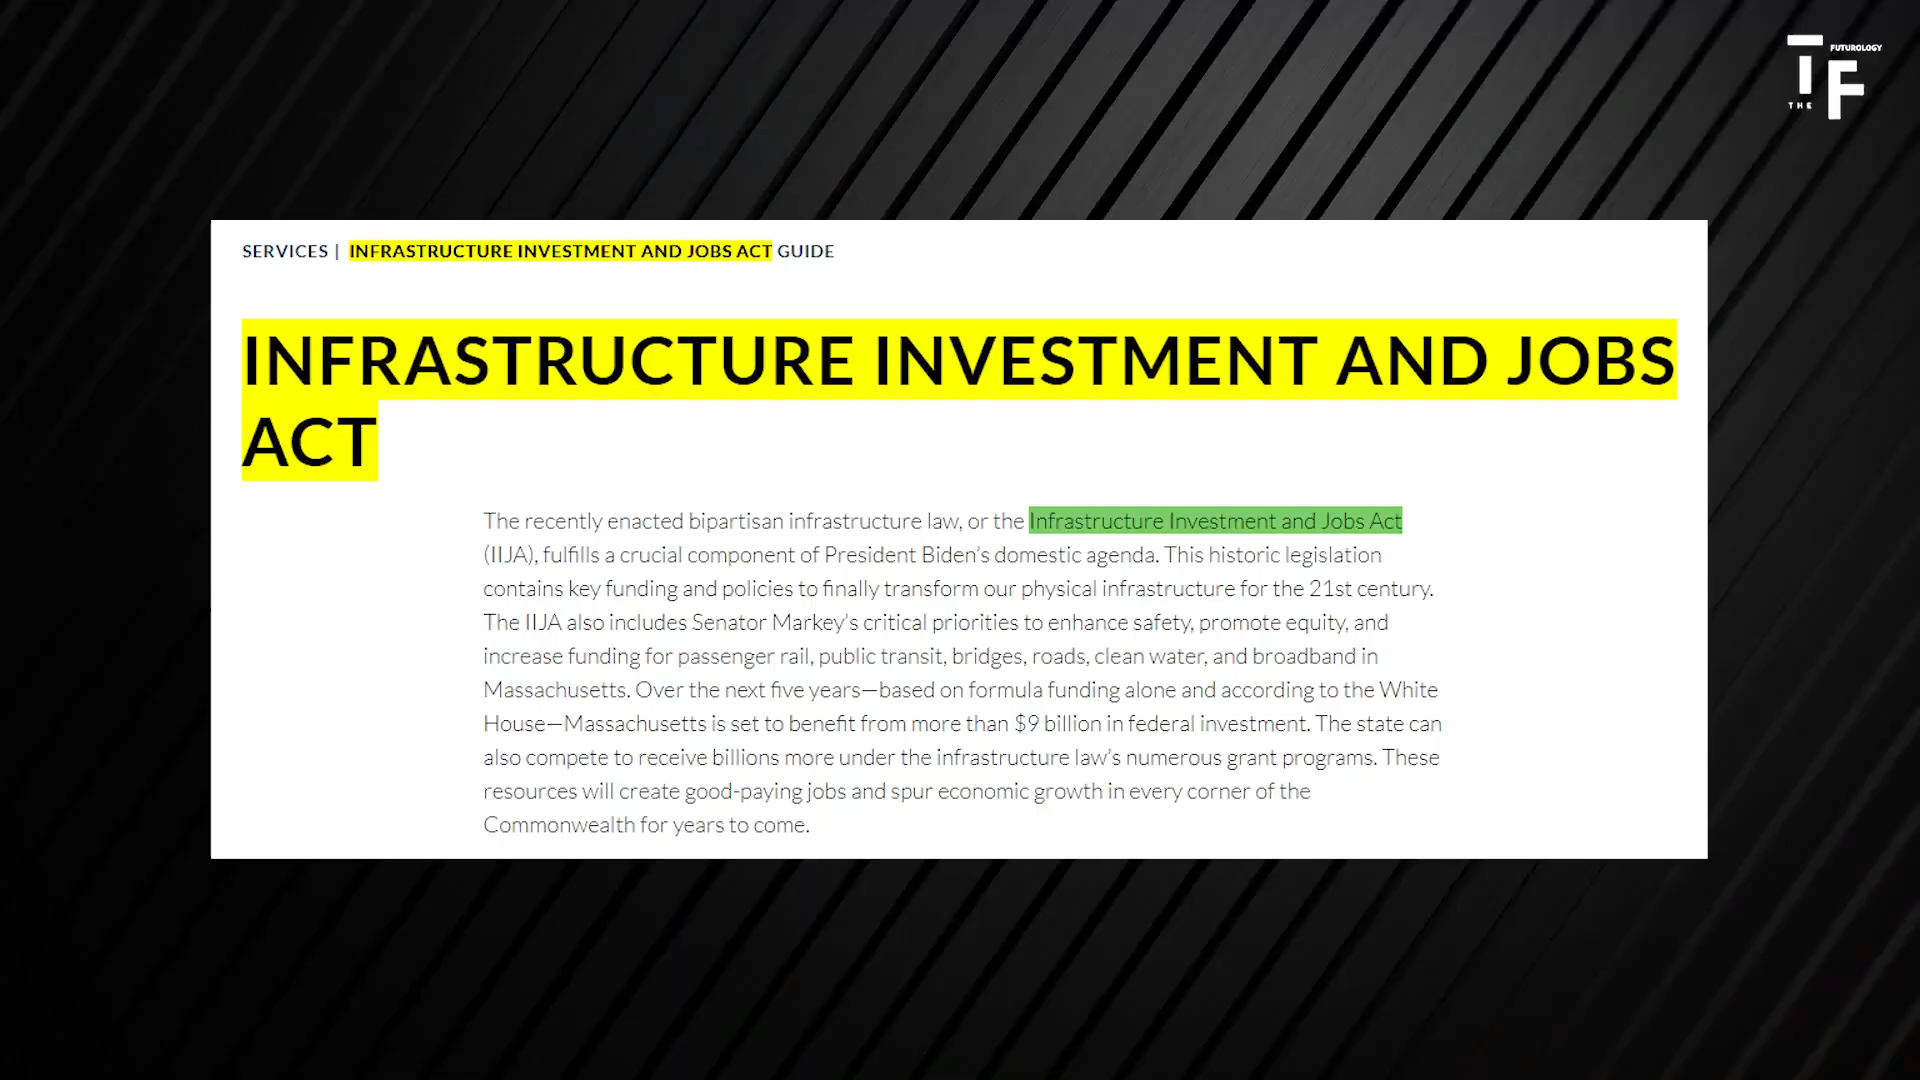 FUTUROLOGY
TF
THE
SERVICES | INFRASTRUCTURE INVESTMENT AND JOBS ACT GUIDE
INFRASTRUCTURE INVESTMENT AND JOBS
ACT
The recently enacted bipartisan infrastructure law, or the Infrastructure Investment and Jobs Act
(IIJA), fulfills a crucial component of President Biden’s domestic agenda. This historic legislation
contains key funding and policies to finally transform our physical infrastructure for the 21st century.
The IIJA also includes Senator Markey’s critical priorities to enhance safety, promote equity, and
increase funding for passenger rail, public transit, bridges, roads, clean water, and broadband in
Massachusetts. Over the next five years—based on formula funding alone and according to the White
House—Massachusetts is set to benefit from more than $9 billion in federal investment. The state can
also compete to receive billions more under the infrastructure law’s numerous grant programs. These
resources will create good-paying jobs and spur economic growth in every corner of the
Commonwealth for years to come.